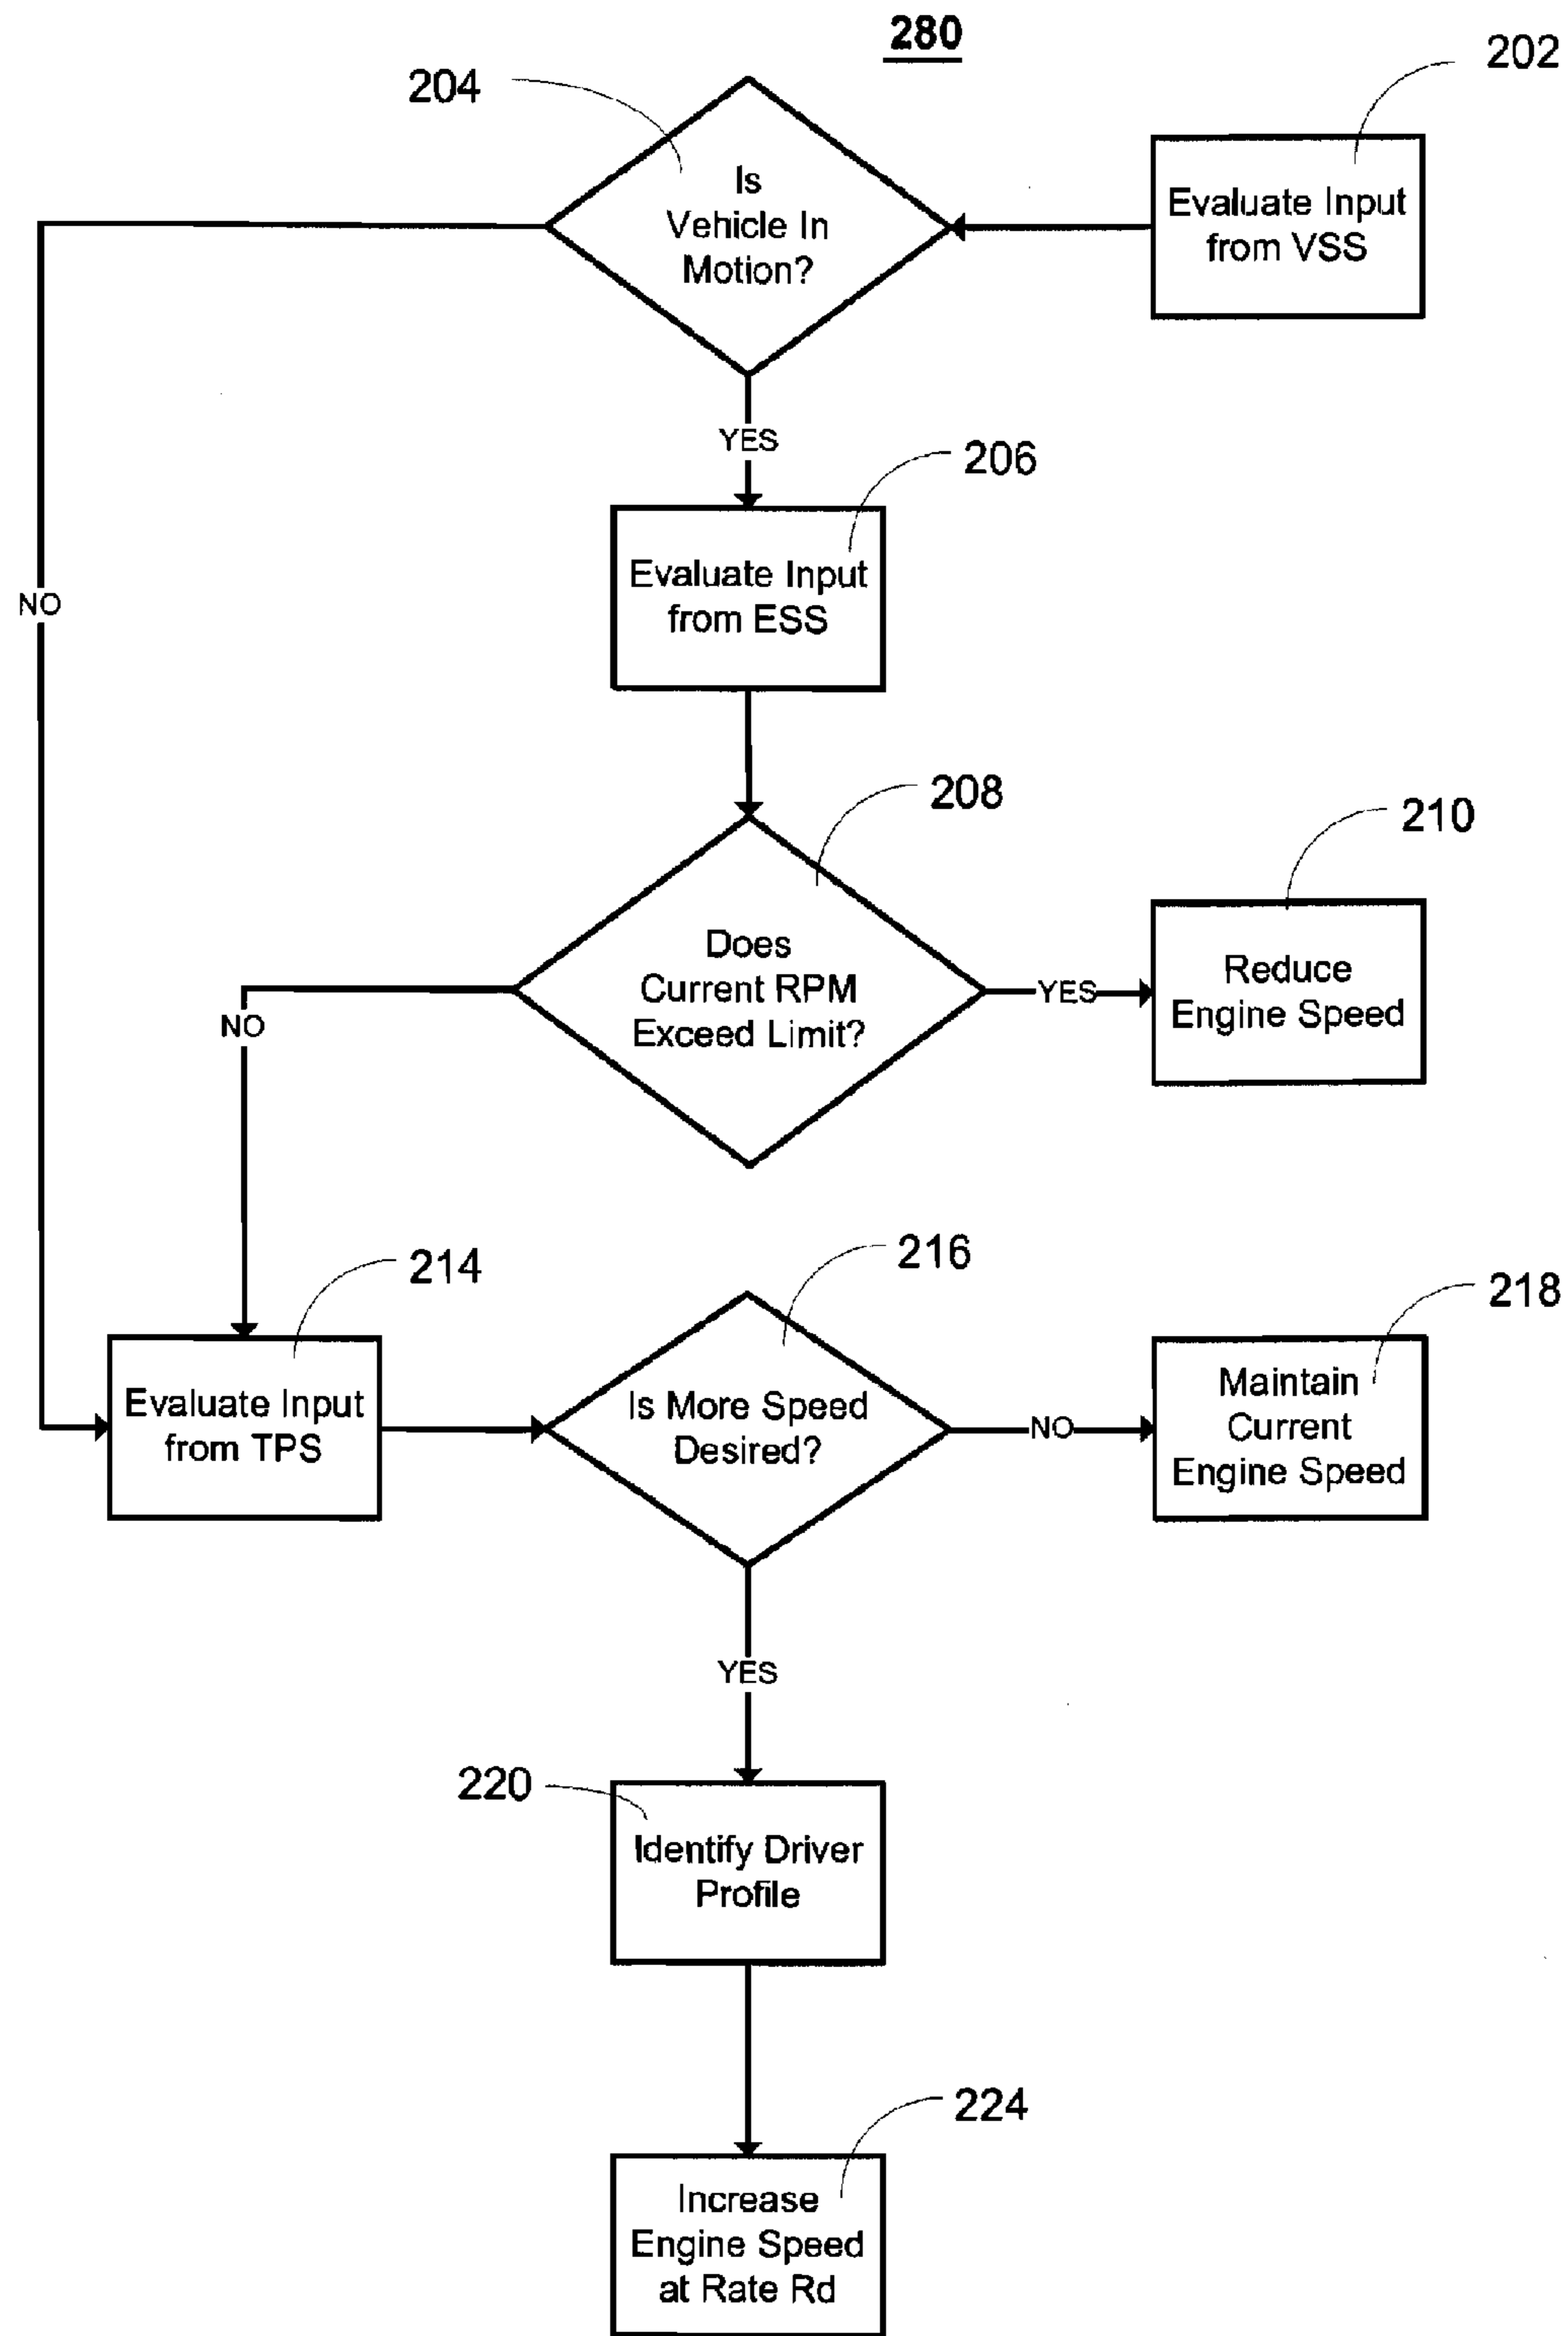 280
202
204
Is
Vehicle In
Motion?
Evaluate Input
from VSS
YES
206
NO
Evaluate Input
from ESS
208
210
Does
Current RPM
Exceed Limit?
YES
Reduce
Engine Speed
NO
214
216
218
Evaluate Input
from TPS
Is More Speed
Desired?
NO
Maintain
Current
Engine Speed
YES
220
Identify Driver
Profile
224
Increase
Engine Speed
at Rate Rd